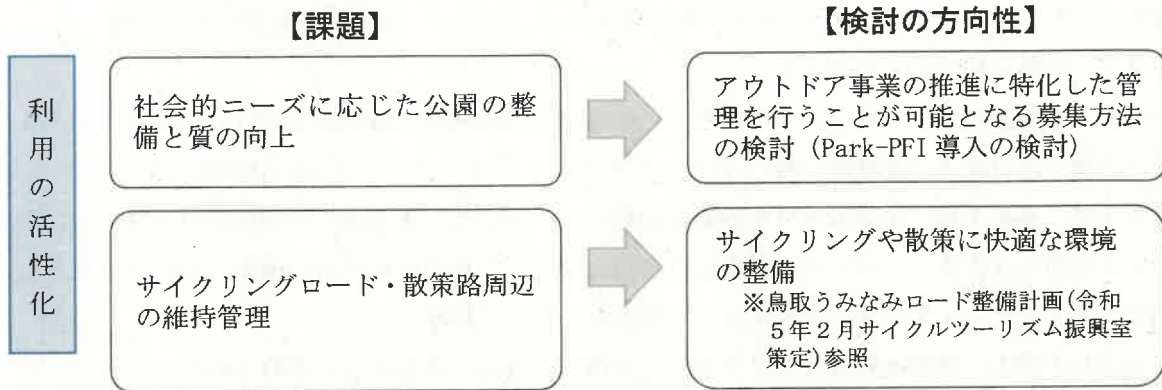 【課題】
【検討の方向性】
利用の活性化
社会的ニーズに応じた公園の整
備と質の向上
アウトドア事業の推進に特化した管
理を行うことが可能となる募集方法
の検討（Park-PFI 導入の検討）
サイクリングロード・散策路周辺
の維持管理
サイクリングや散策に快適な環境
の整備
※鳥取うみなみロード整備計画(令和
５年２月サイクルツーリズム振興室
策定)参照